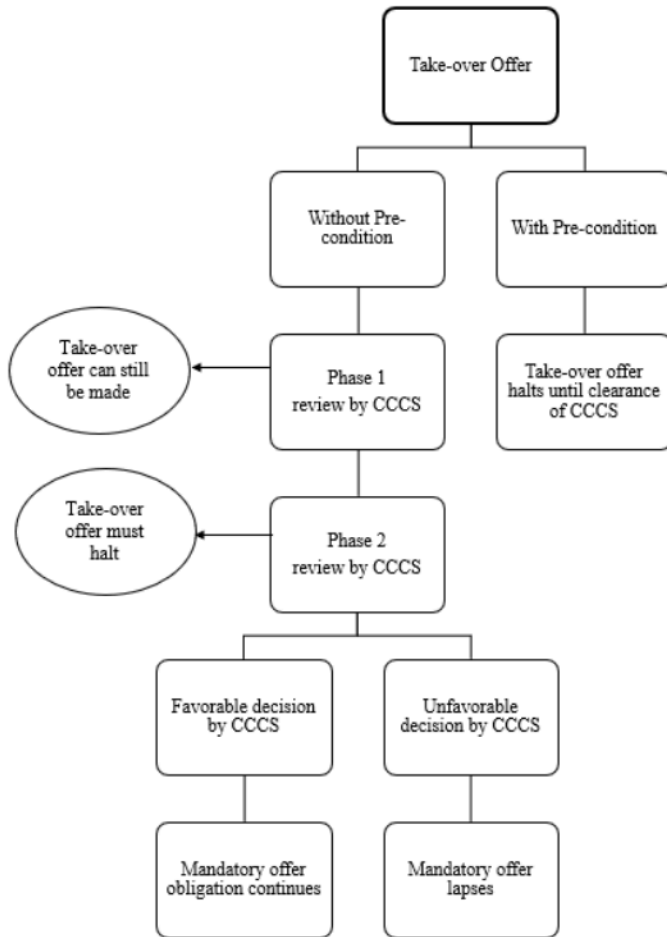 Take-over Offer
Without Pre-
condition
With Pre-condition
Take-over
offer can still
be made
Phase 1
review by CCCS
Take-over offer
halts until clearance
of CCCS
Take-over
offer must
halt
Phase 2
review by CCCS
Favorable decision
by CCCS
Unfavorable
decision by CCCS
Mandatory offer
obligation continues
Mandatory offer
lapses